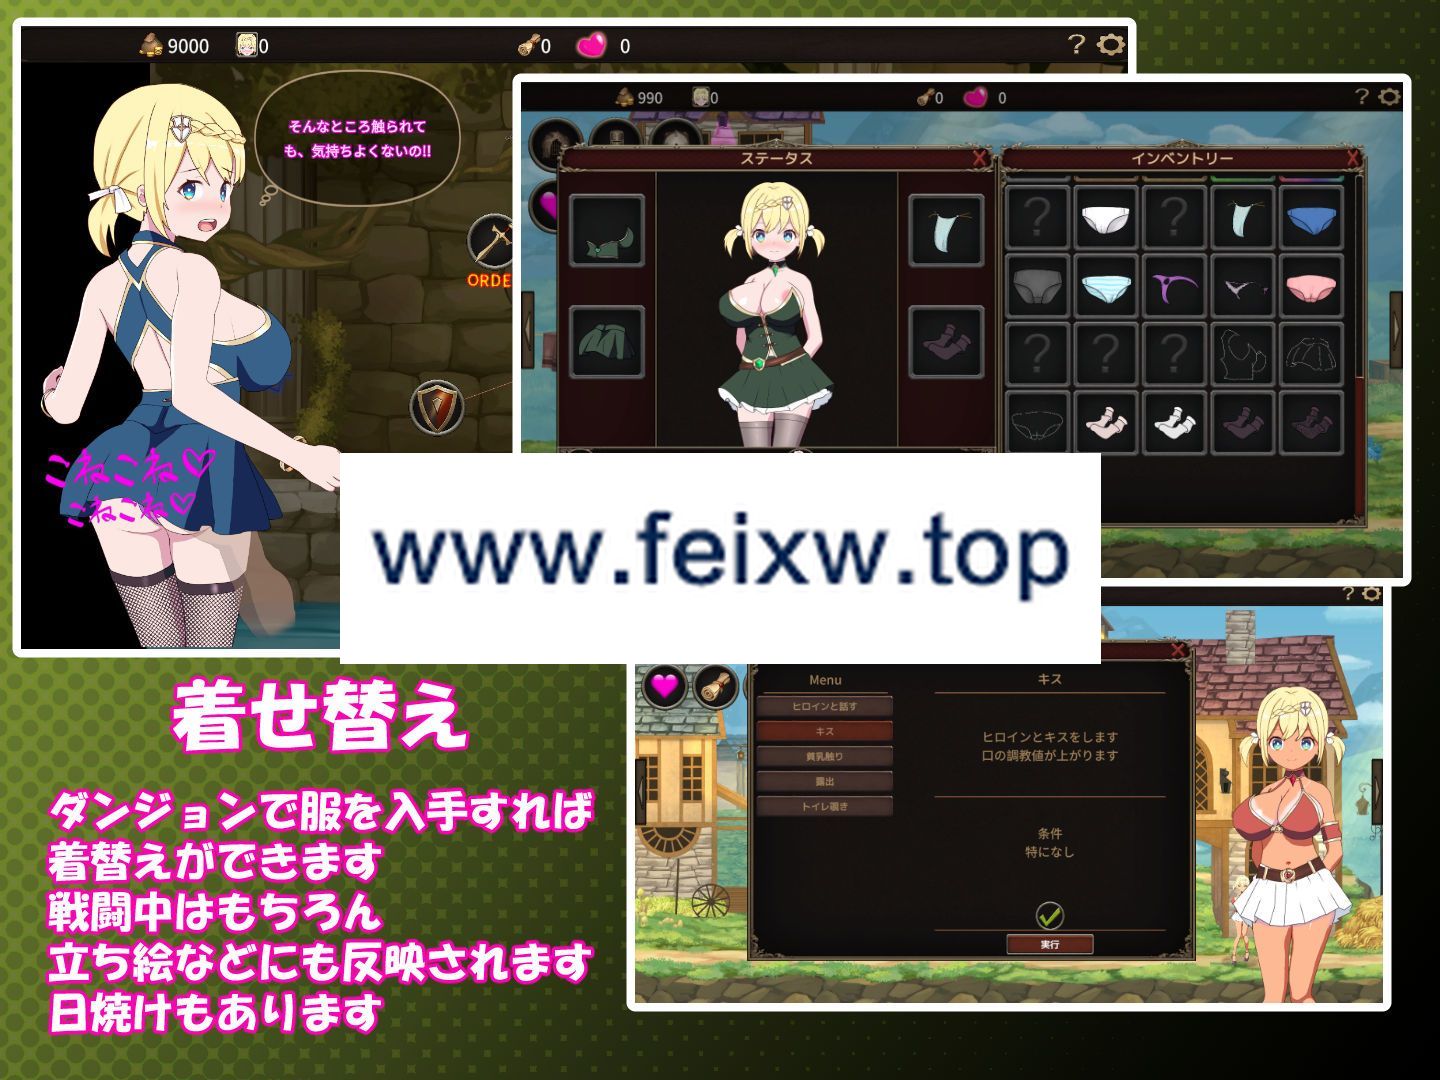 9000
0
0
0
?
そんなところ触られて
も、気持ちよくないの!!
ORDE
こねこね♡
こねこね♡
990
0
0
0
?
ステータス
X
インベントリー
X
?
?
?
?
?
www.feixw.top
?
X
Menu
ヒロインと話す
キス
貧乳触り
露出
トイレ覗き
キス
ヒロインとキスをします
口の調教値が上がります
条件
特になし
実行
着せ替え
ダンジョンで服を入手すれば
着替えができます
戦闘中はもちろん
立ち絵などにも反映されます
日焼けもあります